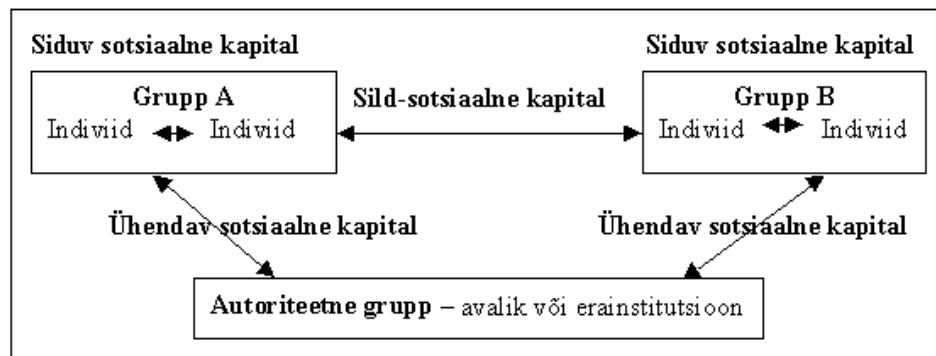 Siduv sotsiaalne kapital
Siduv sotsiaalne kapital
Grupp A
Indiviid Indiviid
Sild-sotsiaalne kapital
Grupp B
Indiviid Indiviid
Ühendav sotsiaalne kapital
Ühendav sotsiaalne kapital
Autoriteetne grupp – avalik või erainstitutsioon